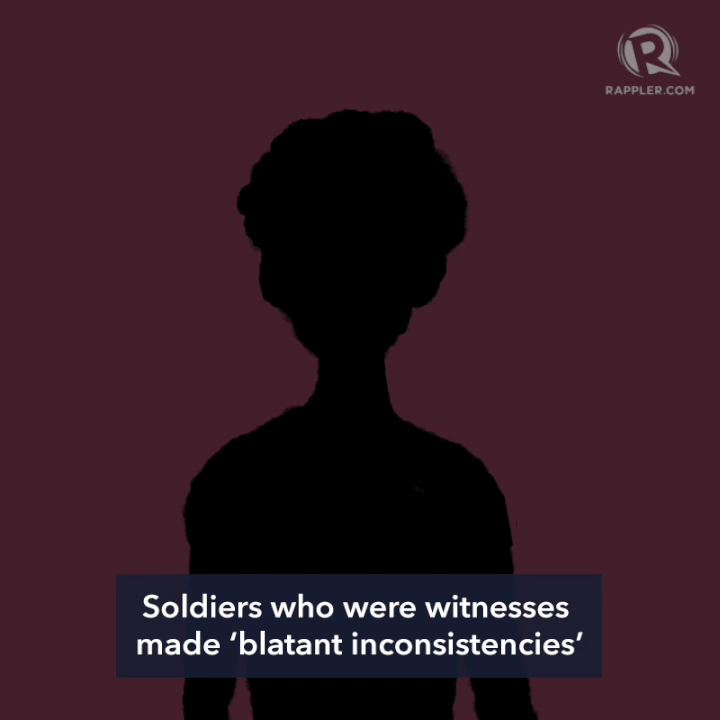 RAPPLER.COM
Soldiers who were witnesses
made ‘blatant inconsistencies’